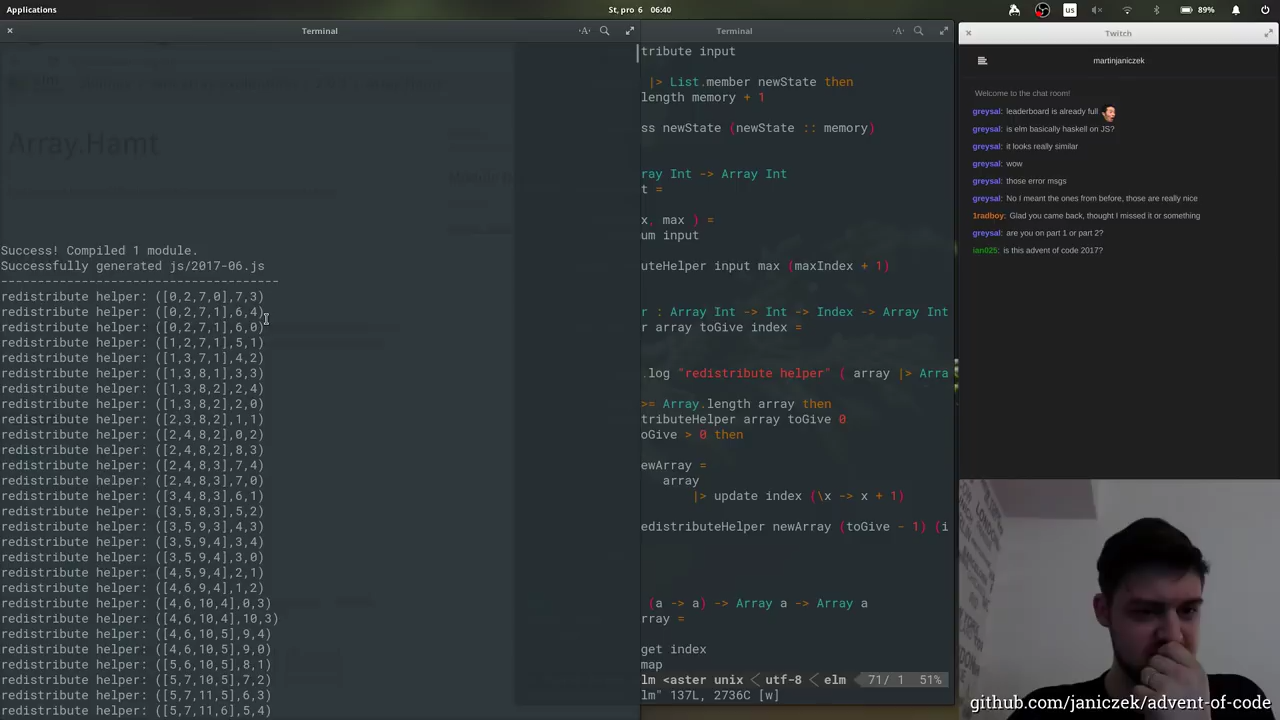 Applications
St, pro 6 06:40
us
89%
Terminal
Array.Hamt
Success! Compiled 1 module.
Successfully generated js/2017-06.js
----------------------------------------
redistribute helper: ([0,2,7,0],7,3)
redistribute helper: ([0,2,7,1],6,4)
redistribute helper: ([0,2,7,1],6,0)
redistribute helper: ([1,2,7,1],5,1)
redistribute helper: ([1,3,7,1],4,2)
redistribute helper: ([1,3,8,1],3,3)
redistribute helper: ([1,3,8,2],2,4)
redistribute helper: ([1,3,8,2],2,0)
redistribute helper: ([2,3,8,2],1,1)
redistribute helper: ([2,4,8,2],0,2)
redistribute helper: ([2,4,8,2],8,3)
redistribute helper: ([2,4,8,3],7,4)
redistribute helper: ([2,4,8,3],7,0)
redistribute helper: ([3,4,8,3],6,1)
redistribute helper: ([3,5,8,3],5,2)
redistribute helper: ([3,5,9,3],4,3)
redistribute helper: ([3,5,9,4],3,4)
redistribute helper: ([3,5,9,4],3,0)
redistribute helper: ([4,5,9,4],2,1)
redistribute helper: ([4,6,9,4],1,2)
redistribute helper: ([4,6,10,4],0,3)
redistribute helper: ([4,6,10,4],10,3)
redistribute helper: ([4,6,10,5],9,4)
redistribute helper: ([4,6,10,5],9,0)
redistribute helper: ([5,6,10,5],8,1)
redistribute helper: ([5,7,10,5],7,2)
redistribute helper: ([5,7,11,5],6,3)
redistribute helper: ([5,7,11,6],5,4)
Terminal
tribute input
|> List.member newState then
length memory + 1
ss newState (newState :: memory)
ray Int -> Array Int
t =
x, max ) =
um input
uteHelper input max (maxIndex + 1)
r : Array Int -> Int -> Index -> Array Int
r array toGive index =
.log "redistribute helper" ( array |> Arra
>= Array.length array then
tributeHelper array toGive 0
oGive > 0 then
ewArray =
array
|> update index (\x -> x + 1)
edistributeHelper newArray (toGive - 1) (i
(a -> a) -> Array a -> Array a
rray =
get index
map
lm <aster unix < utf-8 < elm 71/ 1 51%
lm" 137L, 2736C [w]
Twitch
martinjaniczek
Welcome to the chat room!
greysal: leaderboard is already full
greysal: is elm basically haskell on JS?
greysal: it looks really similar
greysal: wow
greysal: those error msgs
greysal: No I meant the ones from before, those are really nice
1radboy: Glad you came back, thought I missed it or something
greysal: are you on part 1 or part 2?
ian025: is this advent of code 2017?
github.com/janiczek/advent-of-code